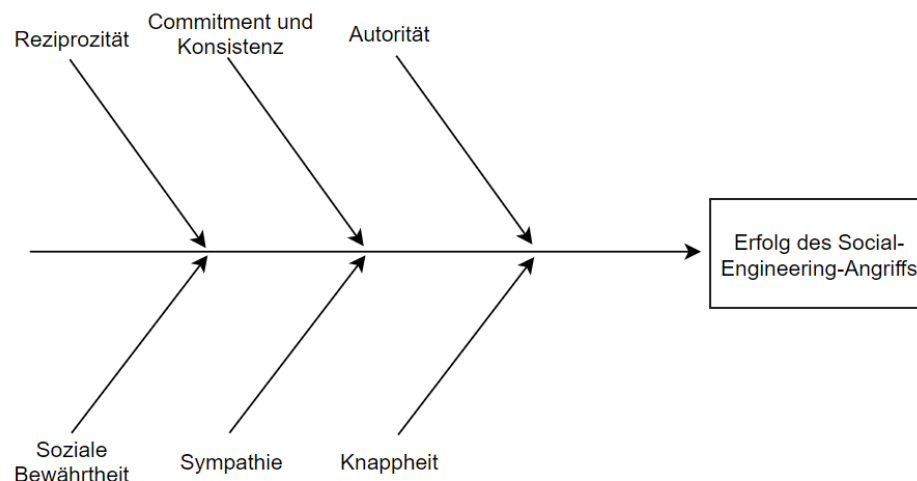 Reziprozität
Commitment und
Konsistenz
Autorität
Erfolg des Social-
Engineering-Angriffs
Soziale
Bewährtheit
Sympathie
Knappheit